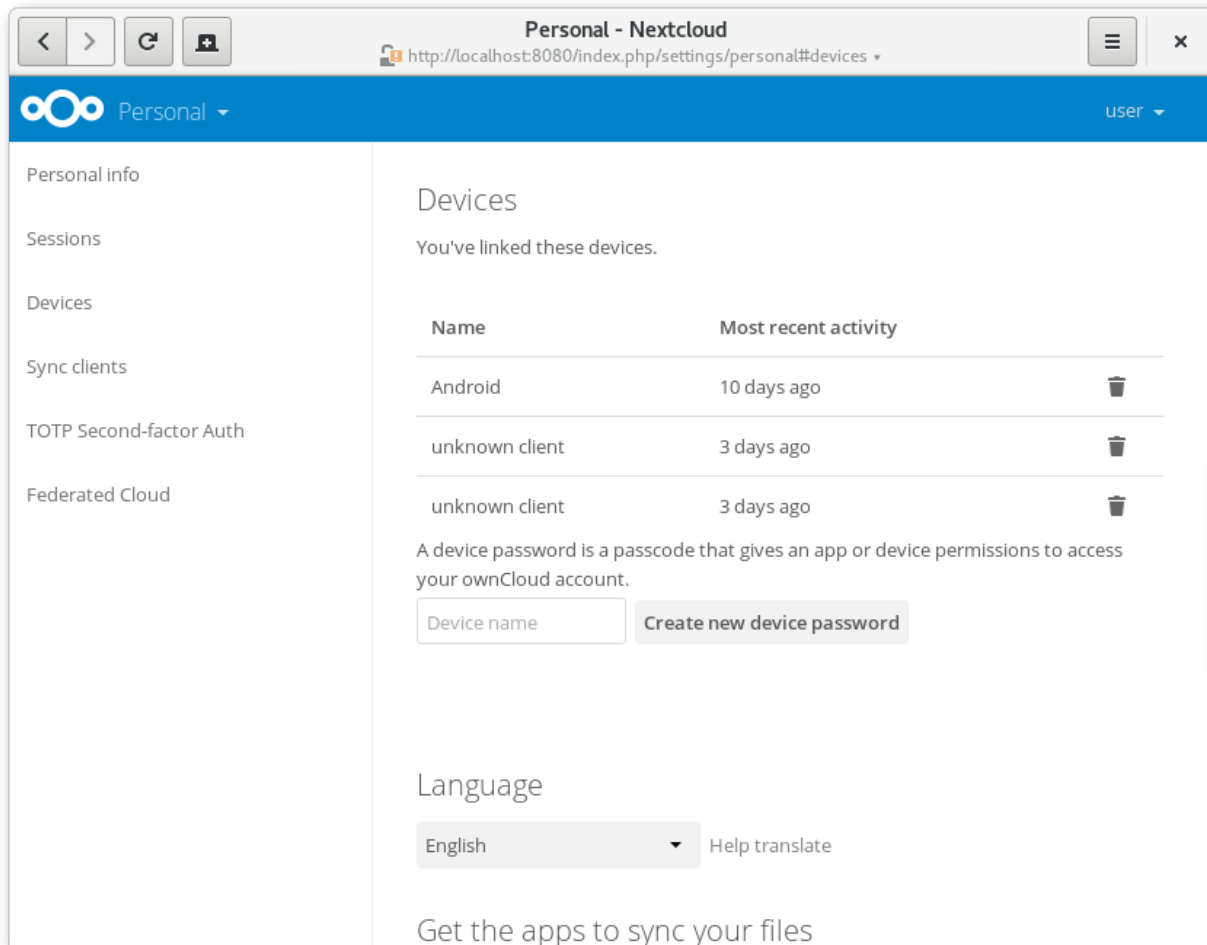 Personal - Nextcloud
http://localhost:8080/index.php/settings/personal#devices
Personal
user
Personal info
Sessions
Devices
Sync clients
TOTP Second-factor Auth
Federated Cloud
Devices
You've linked these devices.
Name Most recent activity
Android 10 days ago
unknown client 3 days ago
unknown client 3 days ago
A device password is a passcode that gives an app or device permissions to access
your ownCloud account.
Device name Create new device password
Language
English Help translate
Get the apps to sync your files